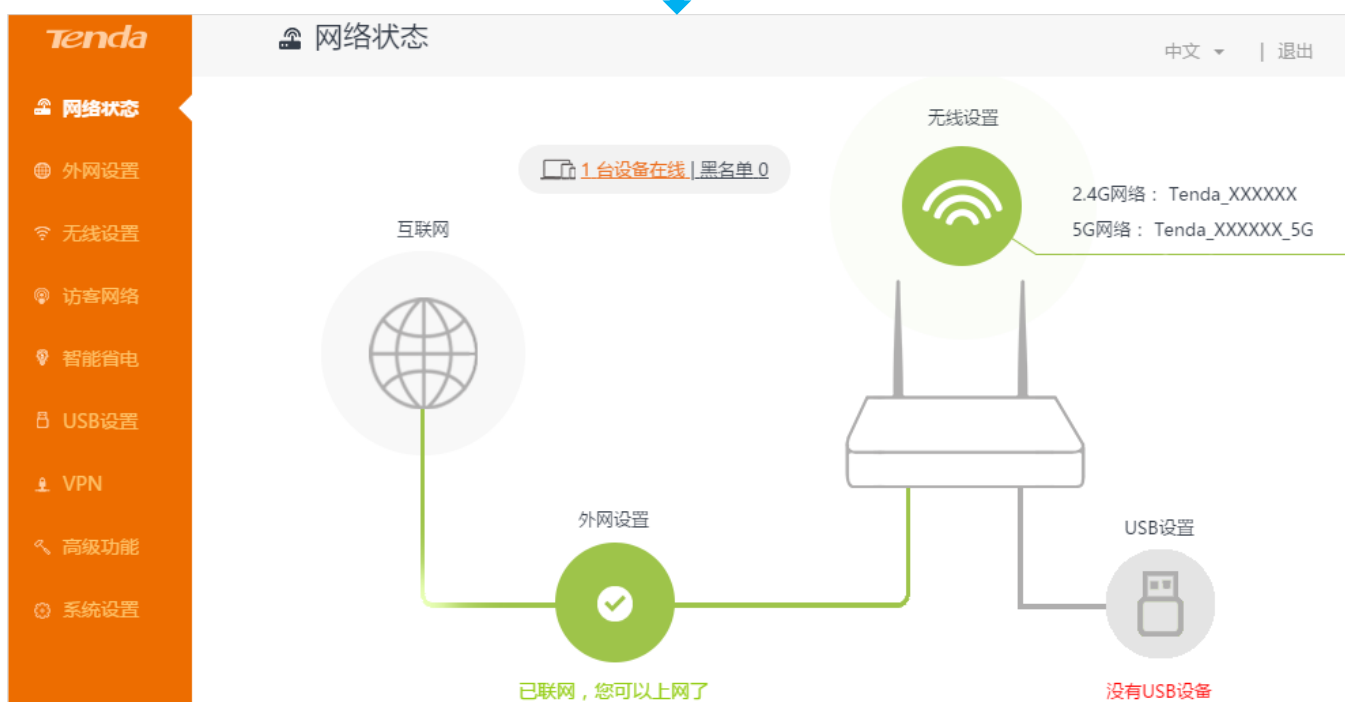 Tenda
网络状态
中文 | 退出
网络状态
外网设置
无线设置
访客网络
智能省电
USB设置
VPN
高级功能
系统设置
1 台设备在线 | 黑名单 0
无线设置
2.4G网络： Tenda_XXXXXX
5G网络： Tenda_XXXXXX_5G
互联网
外网设置
已联网，您可以上网了
USB设置
没有USB设备